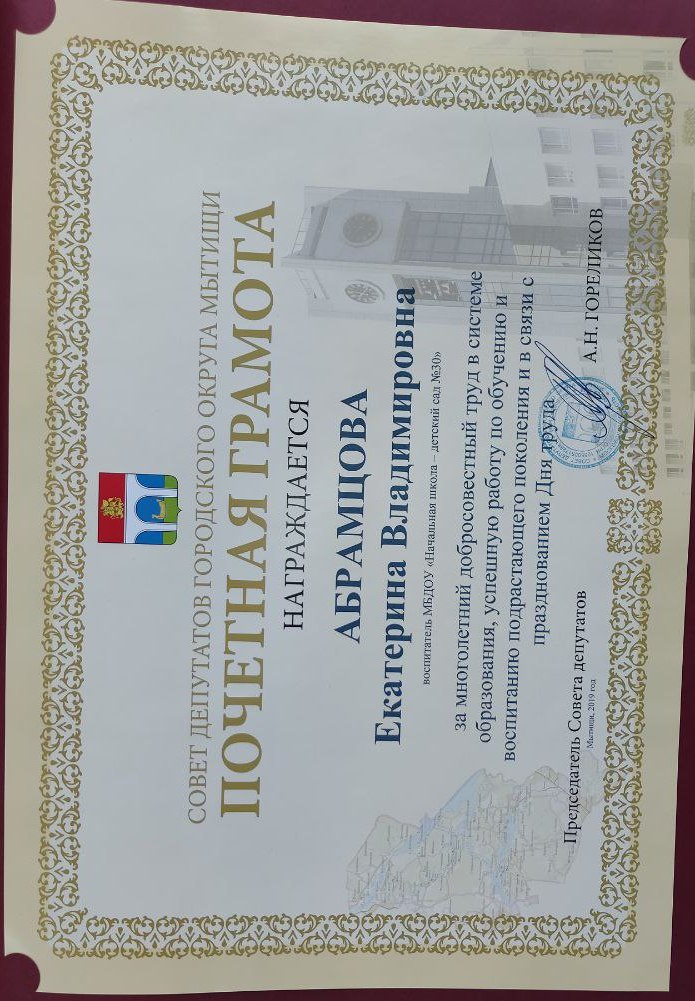 СОВЕТ ДЕПУТАТОВ ГОРОДСКОГО ОКРУГА МЫТИЩИ
ПОЧЕТНАЯ ГРАМОТА
НАГРАЖДАЕТСЯ
АБРАМЦОВА
Екатерина Владимировна
воспитатель МБДОУ «Начальная школа – детский сад №30»
за многолетний добросовестный труд в системе
образования, успешную работу по обучению и
воспитанию подрастающего поколения и в связи с
празднованием Дня труда
Председатель Совета депутатов
А.Н. ГОРЕЛИКОВ
Мытищи, 2019 год